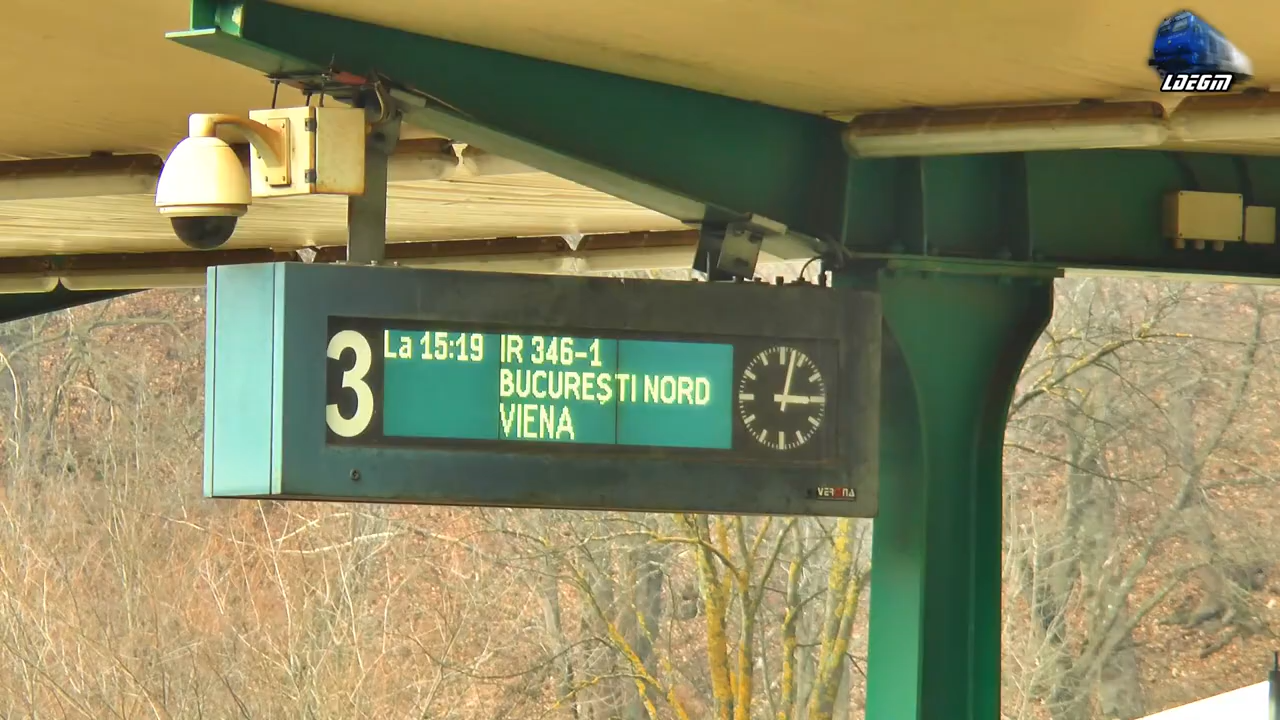 LDEGM
3
La 15:19
IR 346-1
BUCUREȘTI NORD
VIENA
VERONA